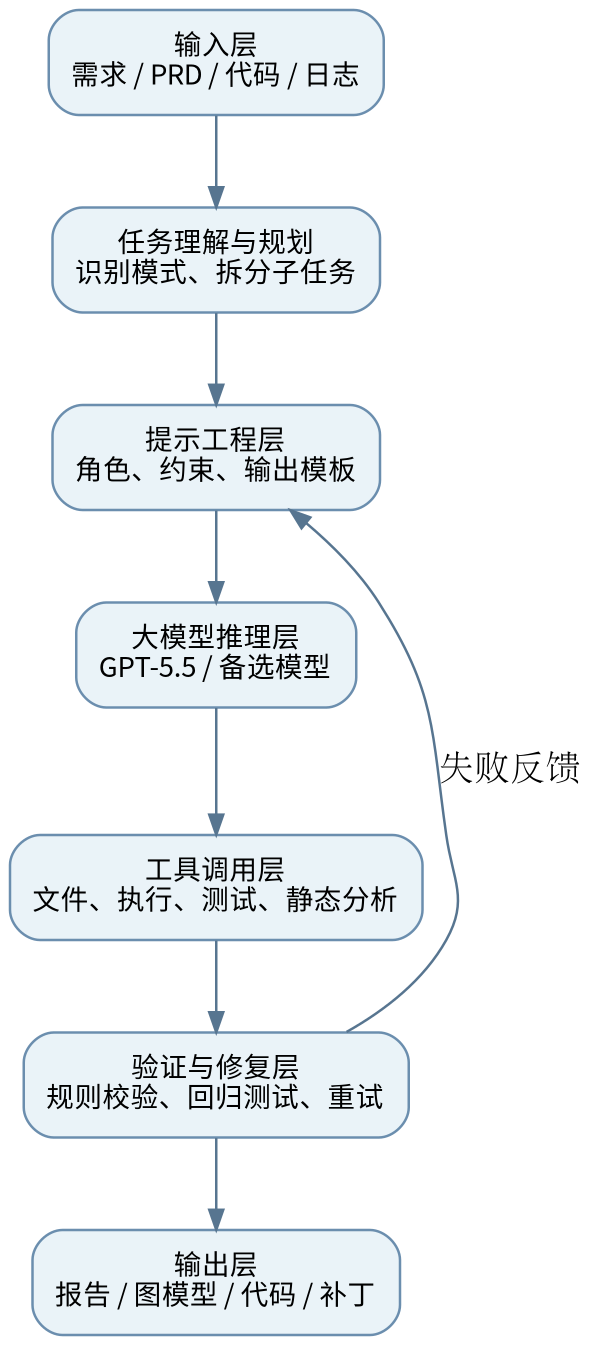 输入层
需求 / PRD / 代码 / 日志
任务理解与规划
识别模式、拆分子任务
提示工程层
角色、约束、输出模板
大模型推理层
GPT-5.5 / 备选模型
失败反馈
工具调用层
文件、执行、测试、静态分析
验证与修复层
规则校验、回归测试、重试
输出层
报告 / 图模型 / 代码 / 补丁